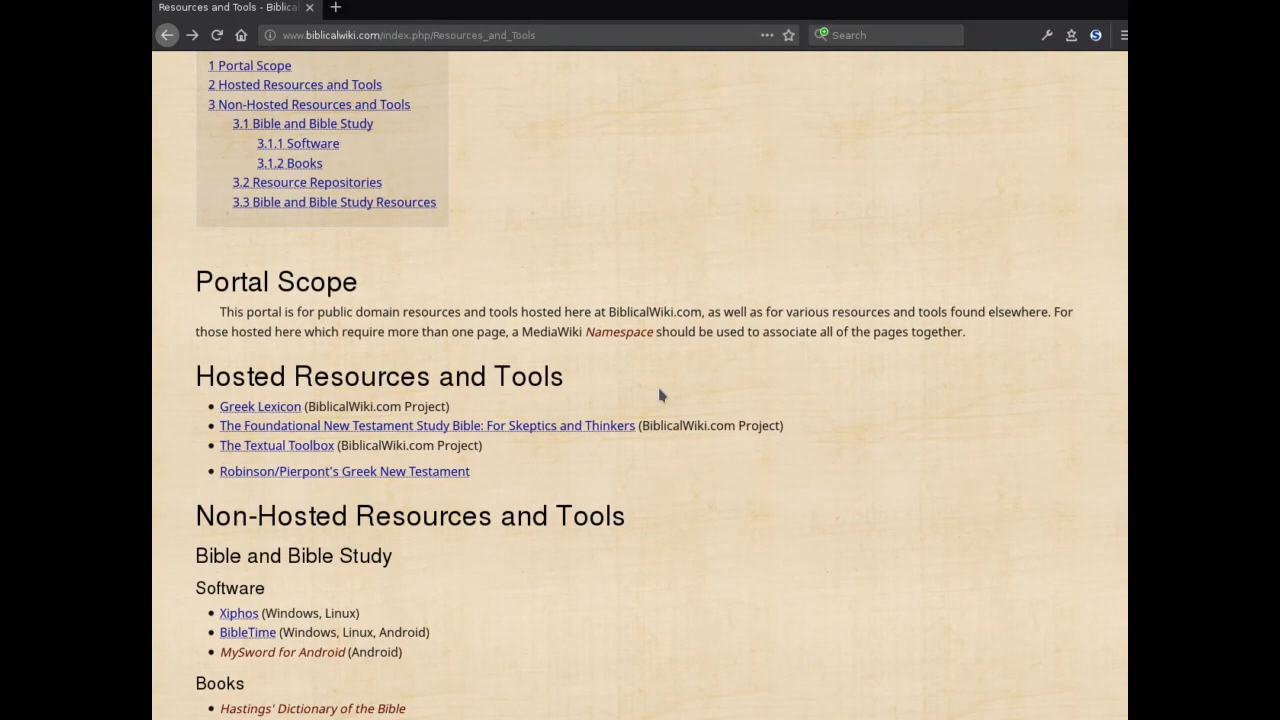 Resources and Tools - Biblical
www.biblicalwiki.com/index.php/Resources_and_Tools
Search
1 Portal Scope
2 Hosted Resources and Tools
3 Non-Hosted Resources and Tools
3.1 Bible and Bible Study
3.1.1 Software
3.1.2 Books
3.2 Resource Repositories
3.3 Bible and Bible Study Resources
Portal Scope
This portal is for public domain resources and tools hosted here at BiblicalWiki.com, as well as for various resources and tools found elsewhere. For
those hosted here which require more than one page, a MediaWiki Namespace should be used to associate all of the pages together.
Hosted Resources and Tools
• Greek Lexicon (BiblicalWiki.com Project)
• The Foundational New Testament Study Bible: For Skeptics and Thinkers (BiblicalWiki.com Project)
• The Textual Toolbox (BiblicalWiki.com Project)
• Robinson/Pierpont's Greek New Testament
Non-Hosted Resources and Tools
Bible and Bible Study
Software
• Xiphos (Windows, Linux)
• BibleTime (Windows, Linux, Android)
• MySword for Android (Android)
Books
• Hastings' Dictionary of the Bible